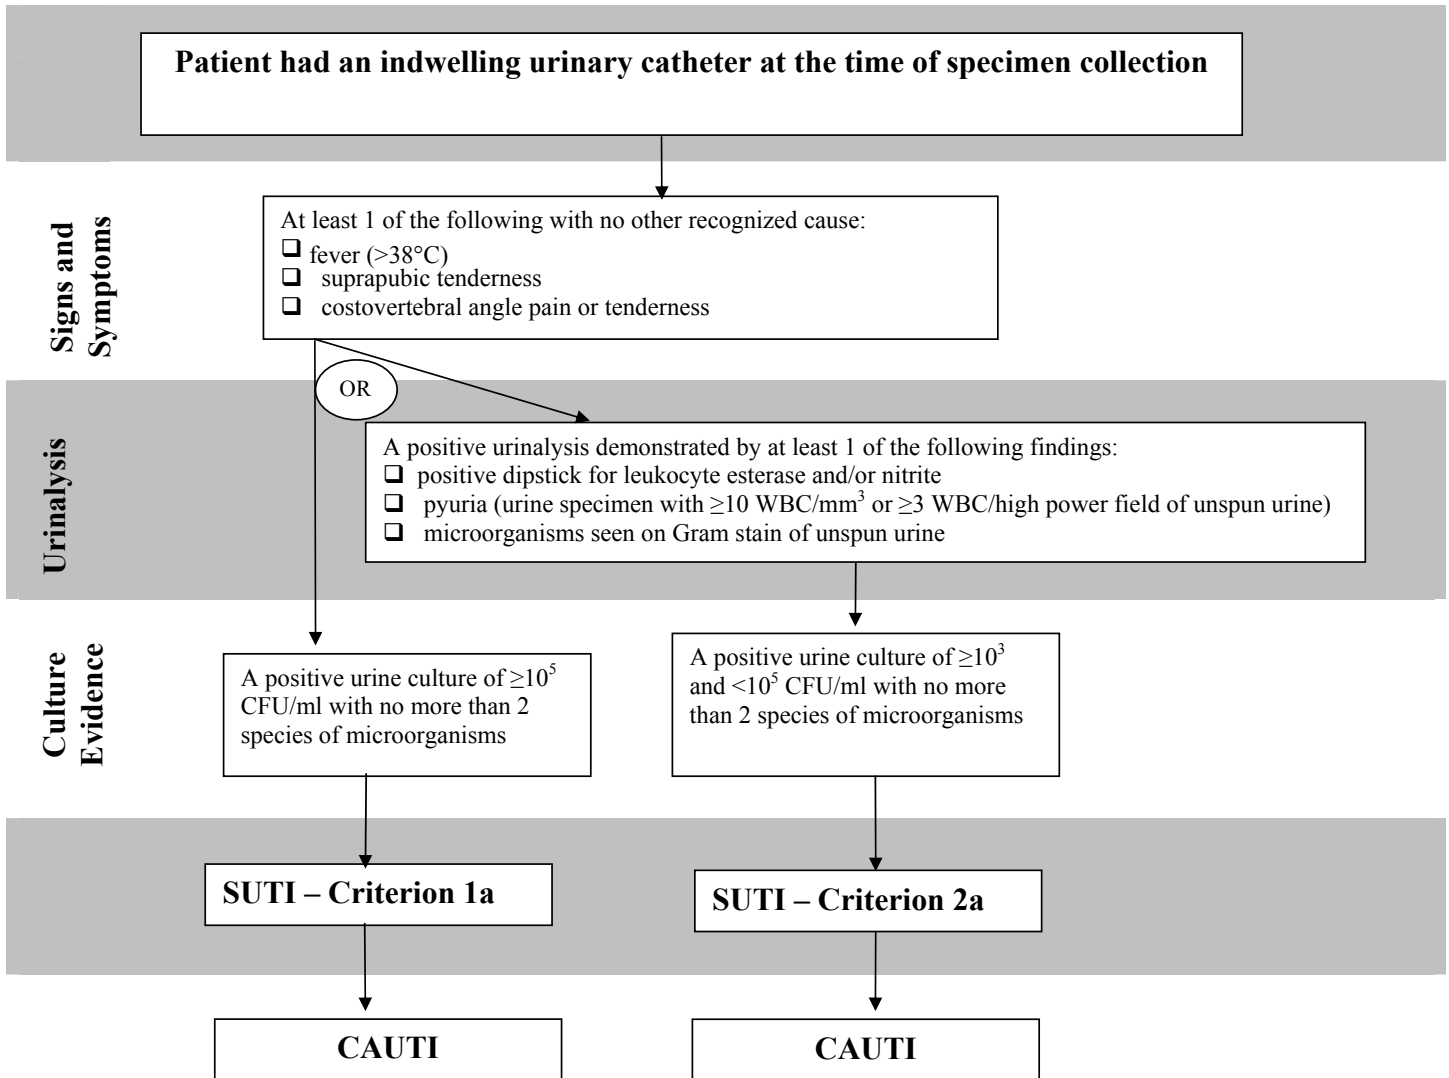 Patient had an indwelling urinary catheter at the time of specimen collection
Signs and
Symptoms
At least 1 of the following with no other recognized cause:
❑ fever (>38°C)
❑ suprapubic tenderness
❑ costovertebral angle pain or tenderness
OR
Urinalysis
A positive urinalysis demonstrated by at least 1 of the following findings:
❑ positive dipstick for leukocyte esterase and/or nitrite
❑ pyuria (urine specimen with ≥10 WBC/mm³ or ≥3 WBC/high power field of unspun urine)
❑ microorganisms seen on Gram stain of unspun urine
Culture
Evidence
A positive urine culture of ≥10⁵
CFU/ml with no more than 2
species of microorganisms
A positive urine culture of ≥10³
and <10⁵ CFU/ml with no more
than 2 species of microorganisms
SUTI – Criterion 1a
SUTI – Criterion 2a
CAUTI
CAUTI